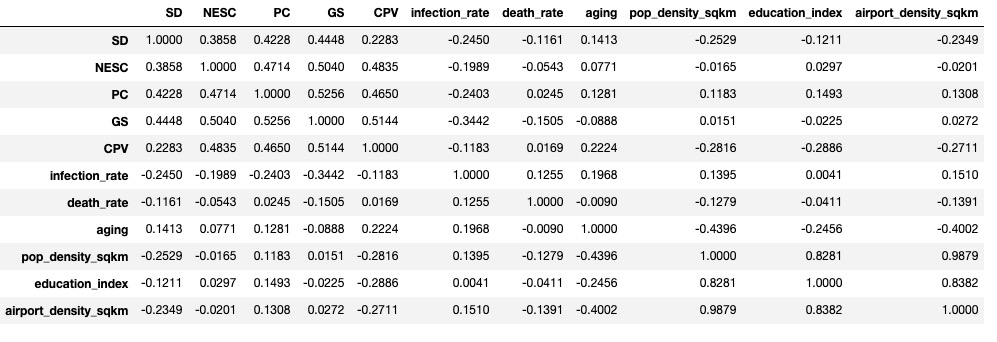 SD NESC PC GS CPV infection_rate death_rate aging pop_density_sqkm education_index airport_density_sqkm
SD 1.0000 0.3858 0.4228 0.4448 0.2283 -0.2450 -0.1161 0.1413 -0.2529 -0.1211 -0.2349
NESC 0.3858 1.0000 0.4714 0.5040 0.4835 -0.1989 -0.0543 0.0771 -0.0165 0.0297 -0.0201
PC 0.4228 0.4714 1.0000 0.5256 0.4650 -0.2403 0.0245 0.1281 0.1183 0.1493 0.1308
GS 0.4448 0.5040 0.5256 1.0000 0.5144 -0.3442 -0.1505 -0.0888 0.0151 -0.0225 0.0272
CPV 0.2283 0.4835 0.4650 0.5144 1.0000 -0.1183 0.0169 0.2224 -0.2816 -0.2886 -0.2711
infection_rate -0.2450 -0.1989 -0.2403 -0.3442 -0.1183 1.0000 0.1255 0.1968 0.1395 0.0041 0.1510
death_rate -0.1161 -0.0543 0.0245 -0.1505 0.0169 0.1255 1.0000 -0.0090 -0.1279 -0.0411 -0.1391
aging 0.1413 0.0771 0.1281 -0.0888 0.2224 0.1968 -0.0090 1.0000 -0.4396 -0.2456 -0.4002
pop_density_sqkm -0.2529 -0.0165 0.1183 0.0151 -0.2816 0.1395 -0.1279 -0.4396 1.0000 0.8281 0.9879
education_index -0.1211 0.0297 0.1493 -0.0225 -0.2886 0.0041 -0.0411 -0.2456 0.8281 1.0000 0.8382
airport_density_sqkm -0.2349 -0.0201 0.1308 0.0272 -0.2711 0.1510 -0.1391 -0.4002 0.9879 0.8382 1.0000